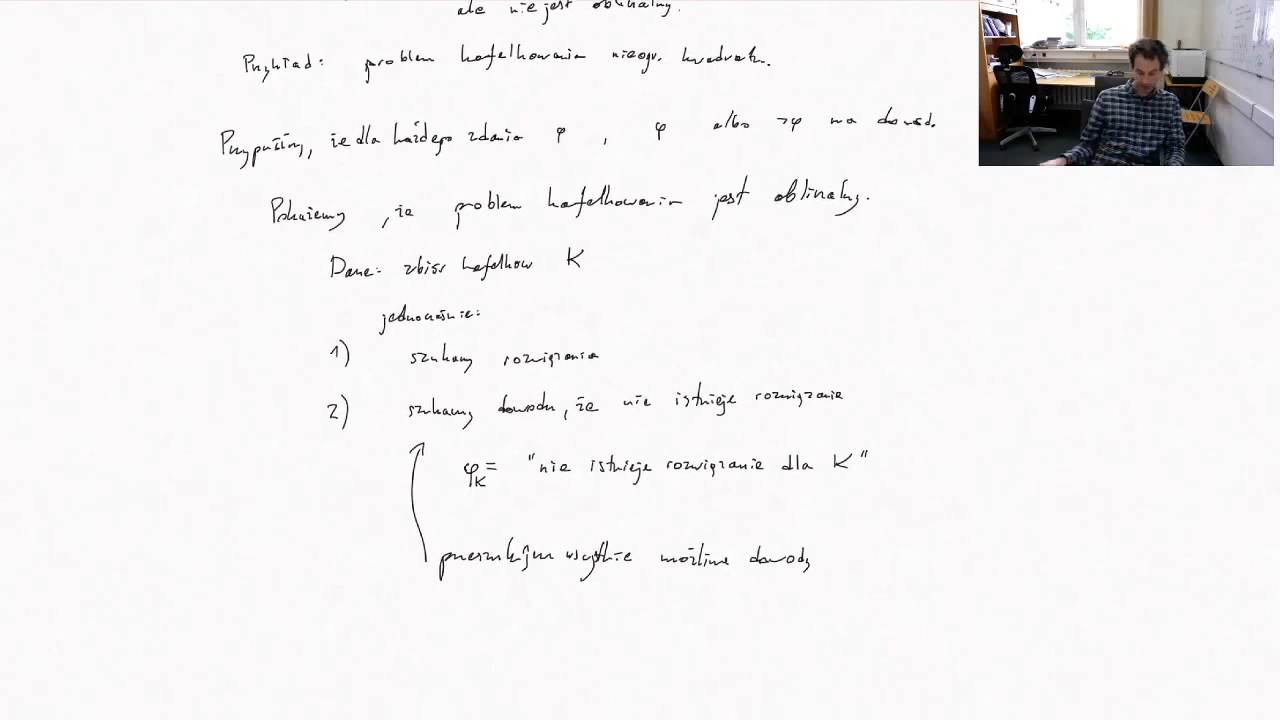 ale nie jest obliczalny.
Przykład: problem kafelkowania nieogr. kwadratu.
Przypuśćmy, że dla każdego zdania φ, φ albo ¬φ ma dowód.
Pokażemy, że problem kafelkowania jest obliczalny.
Dane: zbiór kafelków K
jednocześnie:
1) szukamy rozwiązania
2) szukamy dowodu, że nie istnieje rozwiązanie
φK = "nie istnieje rozwiązanie dla K"
przeszukujemy wszystkie możliwe dowody